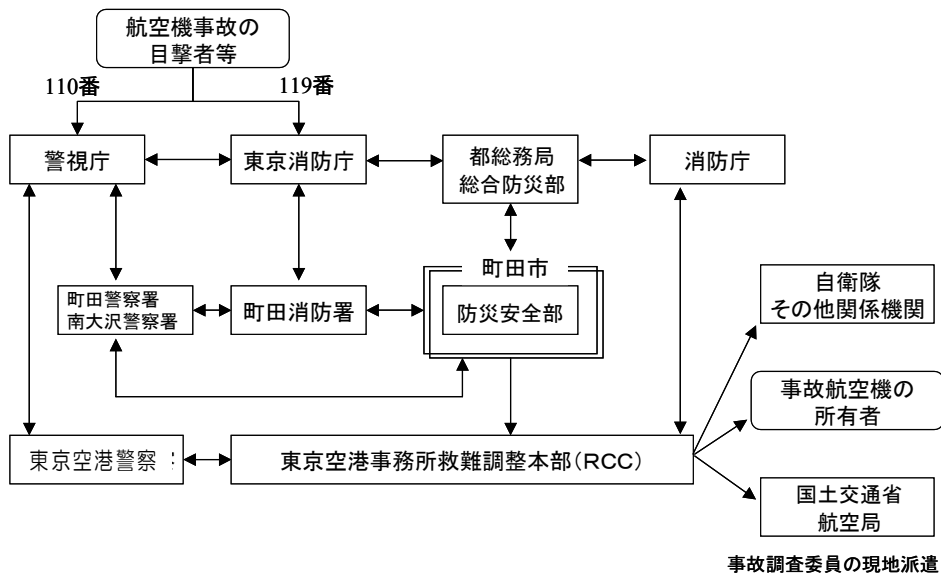 航空機事故の
目撃者等
110番
119番
警視庁
東京消防庁
都総務局
総合防災部
消防庁
町田市
防災安全部
町田警察署
南大沢警察署
町田消防署
自衛隊
その他関係機関
事故航空機の
所有者
東京空港警察
東京空港事務所救難調整本部(RCC)
国土交通省
航空局
事故調査委員の現地派遣